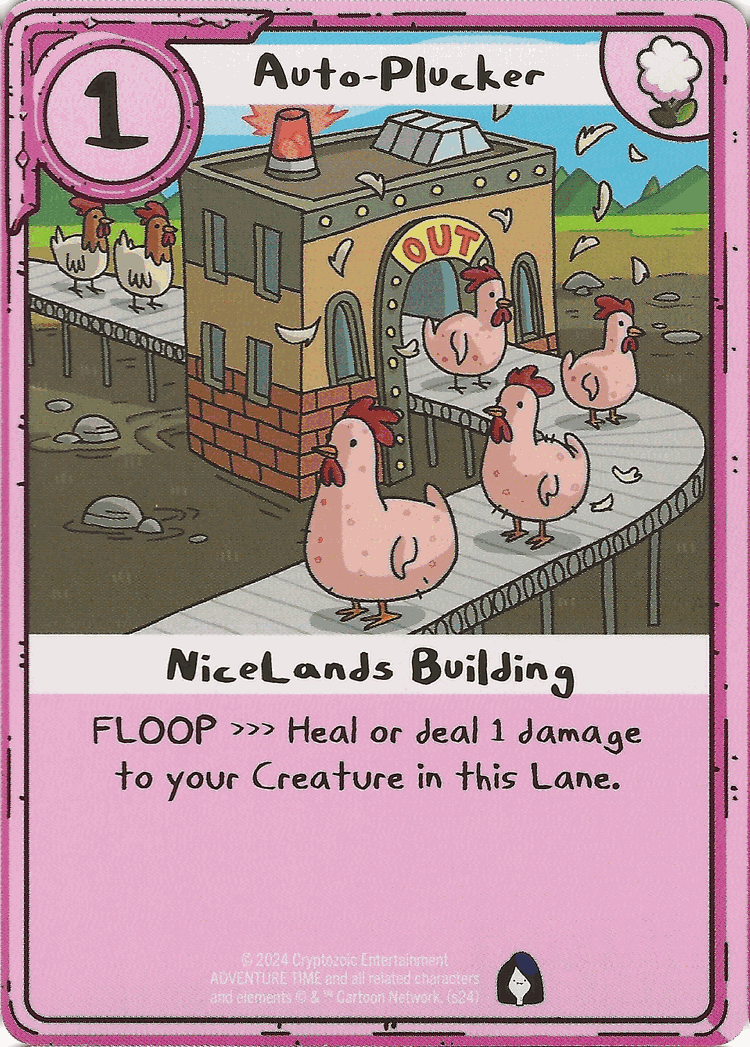 1
Auto-Plucker
OUT
NiceLands Building
FLOOP >>> Heal or deal 1 damage
to your Creature in this Lane.
© 2024 Cryptozoic Entertainment
ADVENTURE TIME and all related characters
and elements © & ™ Cartoon Network. (s24)